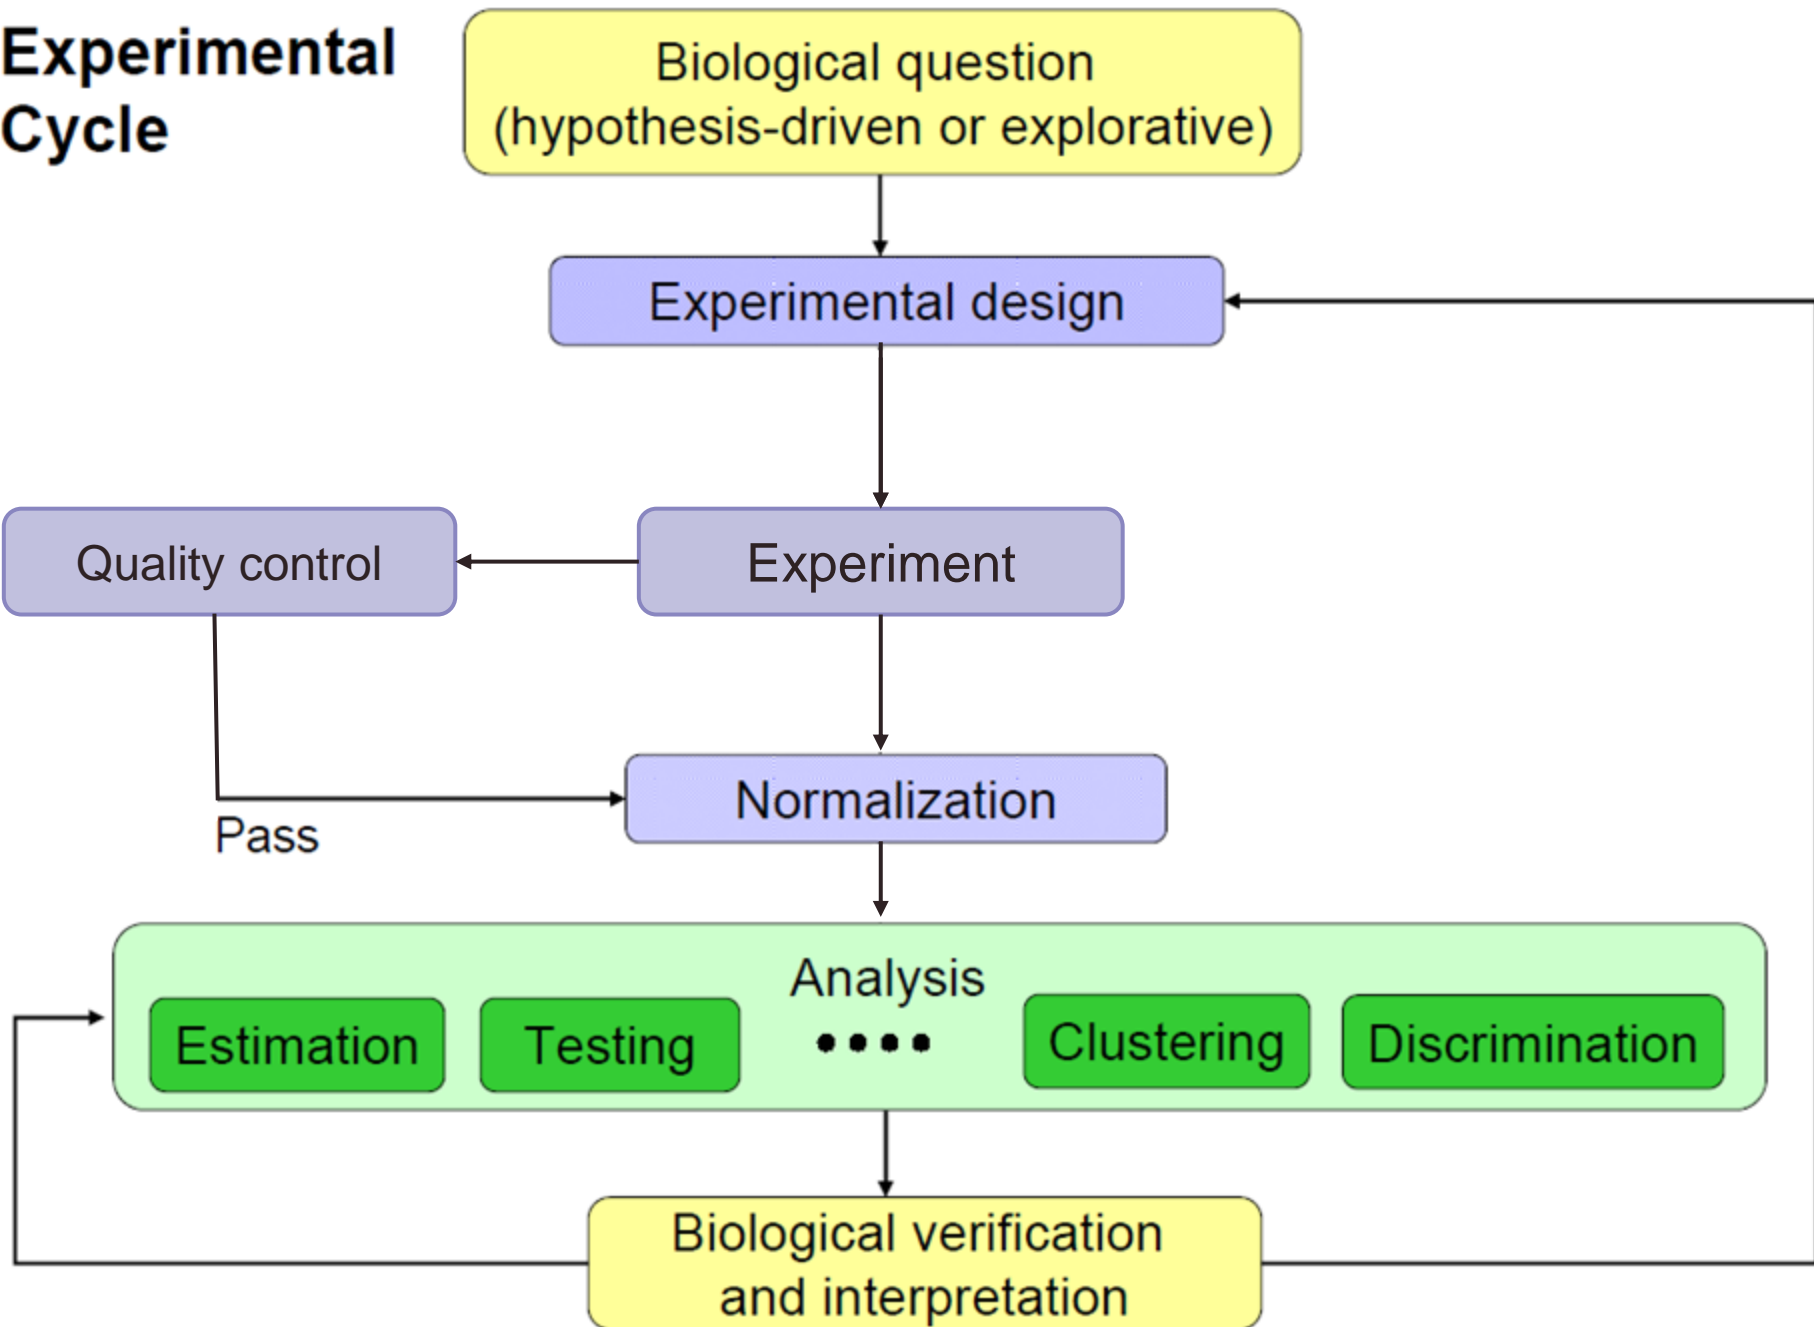 Experimental
Cycle
Biological question
(hypothesis-driven or explorative)
Experimental design
Quality control
Experiment
Normalization
Pass
Analysis
Estimation
Testing
Clustering
Discrimination
Biological verification
and interpretation